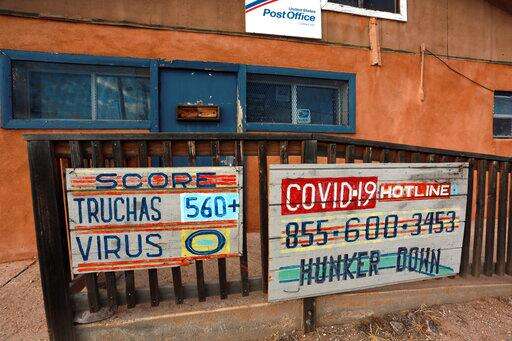 United States
Post Office
SCORE
TRUCHAS 560+
VIRUS 0
COVID-19 HOTLINE
855-600-3453
HUNKER DOWN